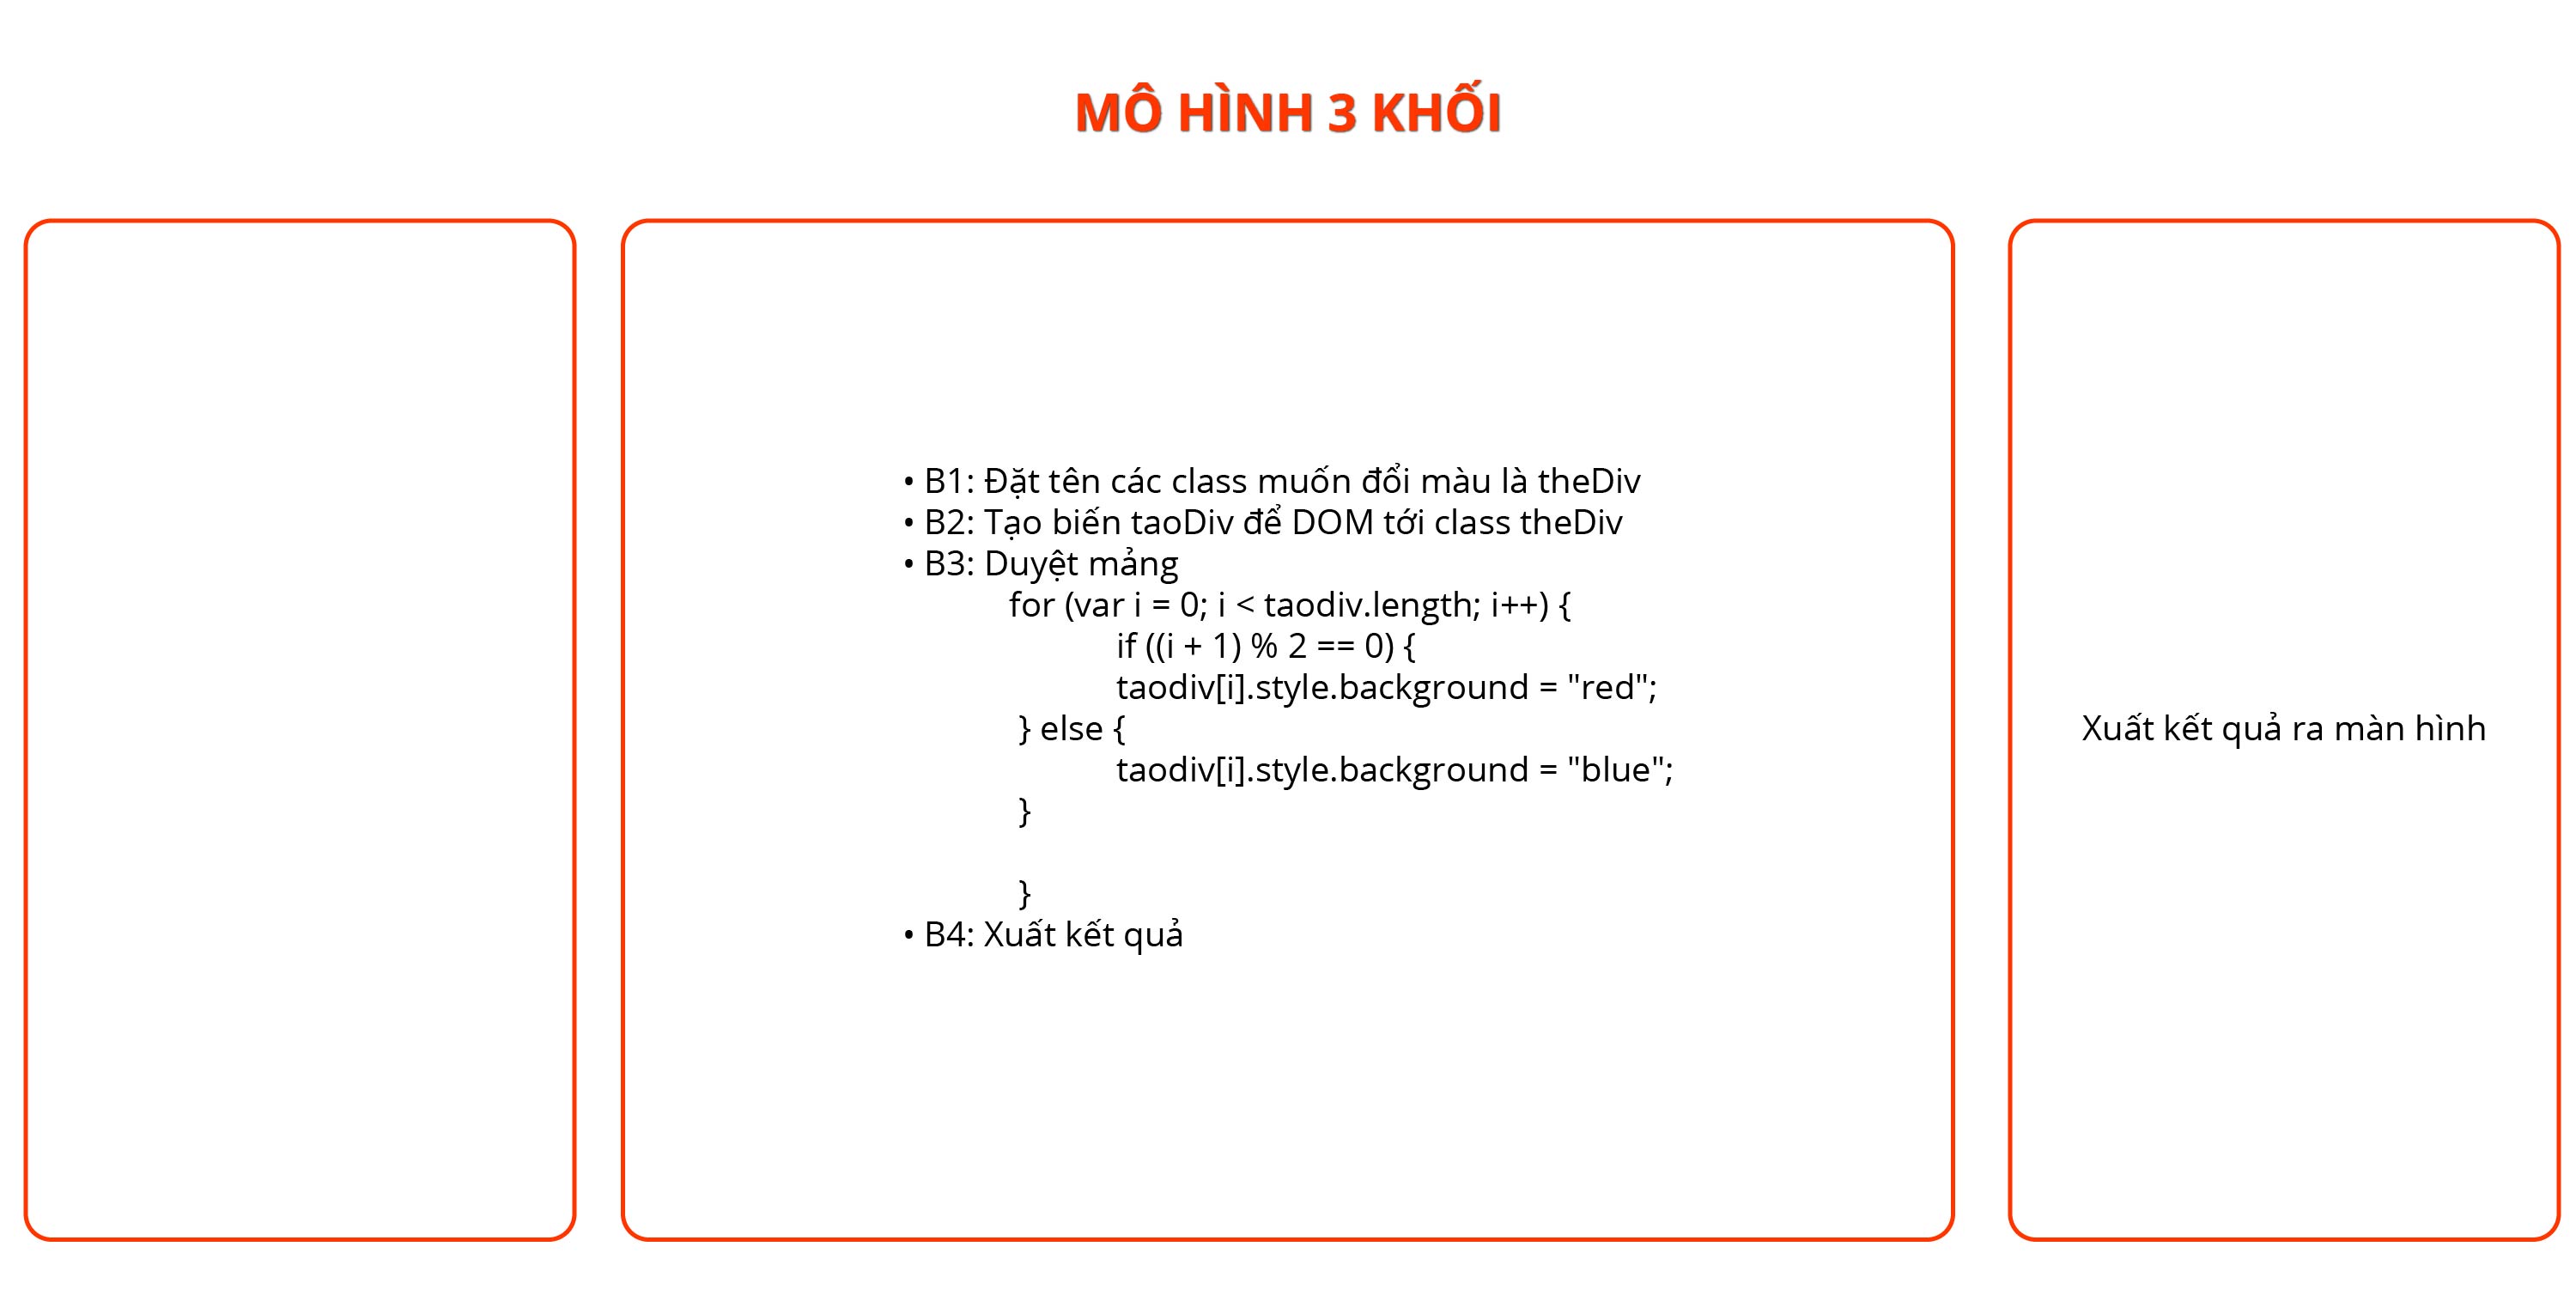 MÔ HÌNH 3 KHỐI
• B1: Đặt tên các class muốn đổi màu là theDiv
• B2: Tạo biến taoDiv để DOM tới class theDiv
• B3: Duyệt mảng
for (var i = 0; i < taodiv.length; i++) {
if ((i + 1) % 2 == 0) {
taodiv[i].style.background = "red";
} else {
taodiv[i].style.background = "blue";
}
}
• B4: Xuất kết quả
Xuất kết quả ra màn hình